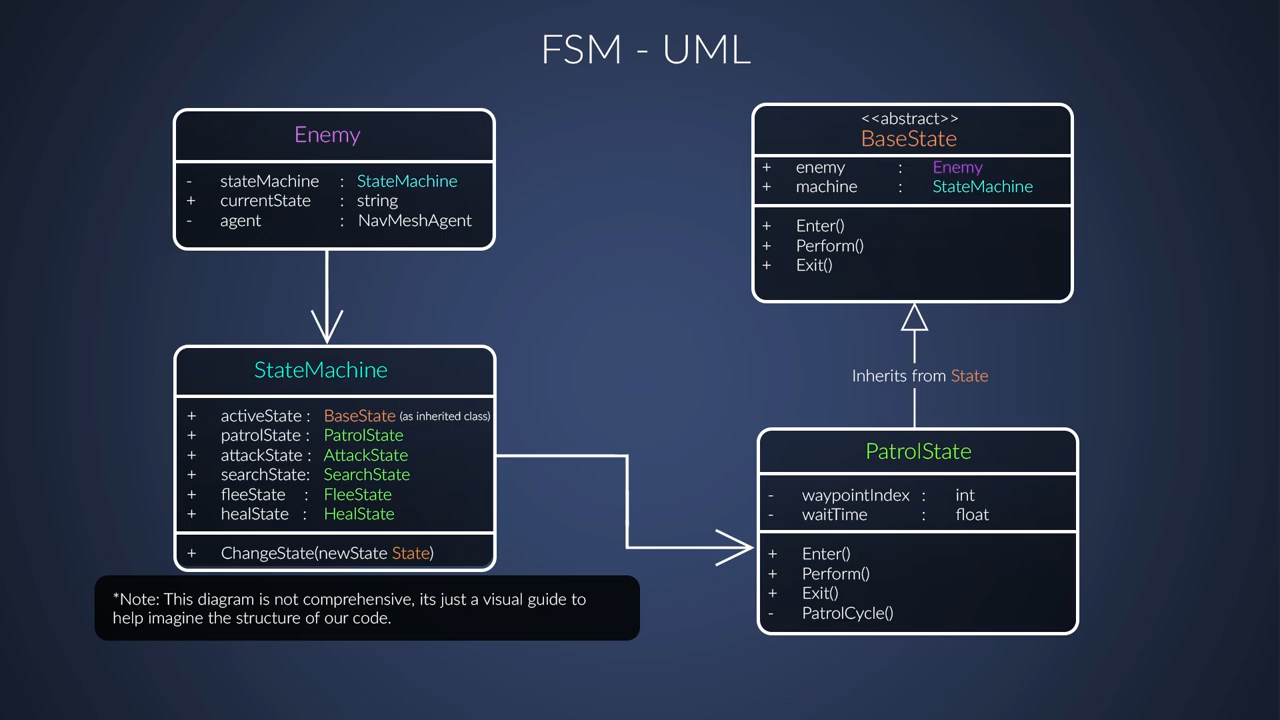 FSM - UML
Enemy
- stateMachine : StateMachine
+ currentState : string
- agent : NavMeshAgent
<<abstract>>
BaseState
+ enemy : Enemy
+ machine : StateMachine
+ Enter()
+ Perform()
+ Exit()
StateMachine
+ activeState : BaseState (as inherited class)
+ patrolState : PatrolState
+ attackState : AttackState
+ searchState: SearchState
+ fleeState : FleeState
+ healState : HealState
+ ChangeState(newState State)
Inherits from State
PatrolState
- waypointIndex : int
- waitTime : float
+ Enter()
+ Perform()
+ Exit()
- PatrolCycle()
*Note: This diagram is not comprehensive, its just a visual guide to
help imagine the structure of our code.